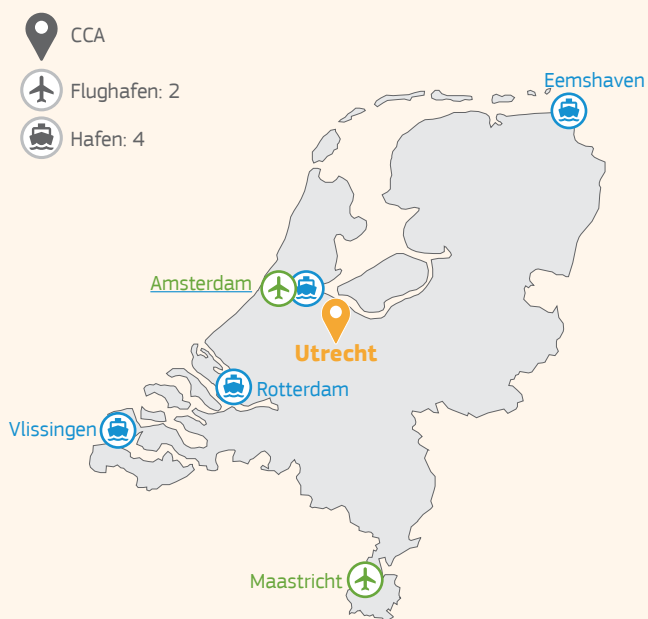 CCA
Flughafen: 2
Hafen: 4
Eemshaven
Amsterdam
Utrecht
Rotterdam
Vlissingen
Maastricht